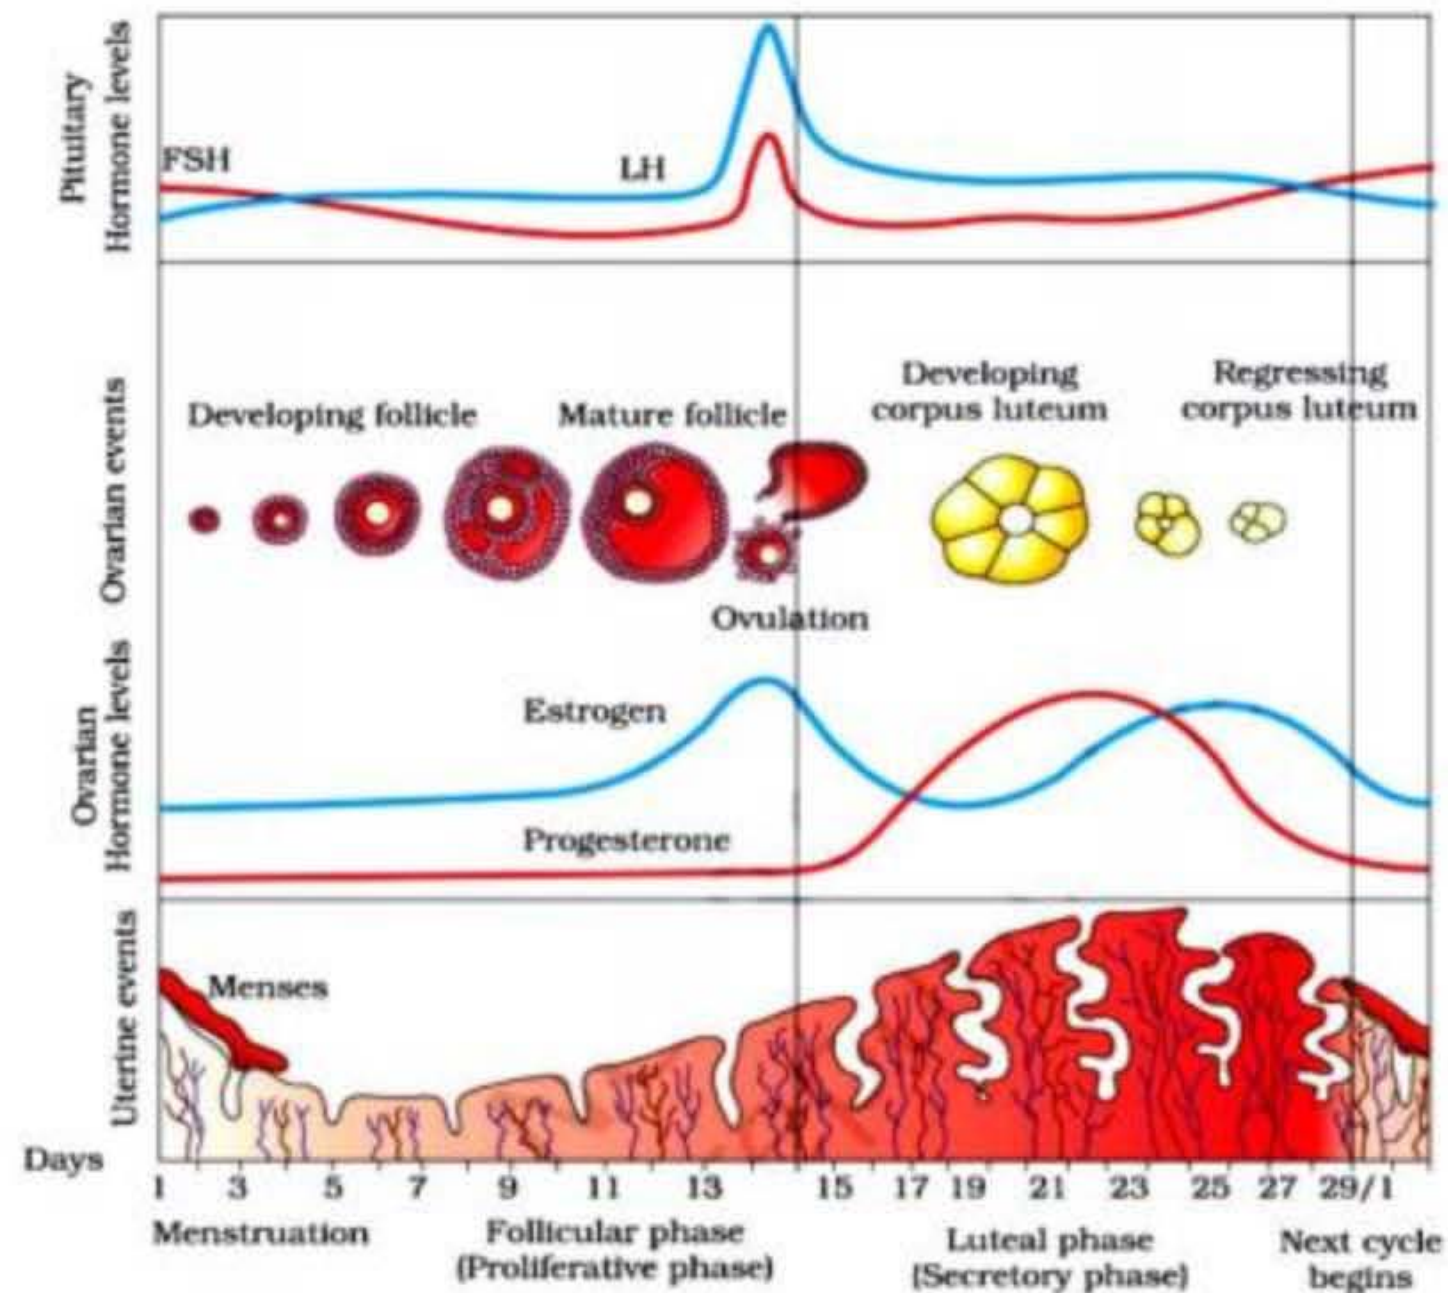 Pituitary
Hormone levels
FSH
LH
Ovarian events
Developing follicle
Mature follicle
Developing
corpus luteum
Regressing
corpus luteum
Ovulation
Ovarian
Hormone levels
Estrogen
Progesterone
Uterine events
Menses
Days
1 3 5 7 9 11 13 15 17 19 21 23 25 27 29/1
Menstruation
Follicular phase
(Proliferative phase)
Luteal phase
(Secretory phase)
Next cycle
begins